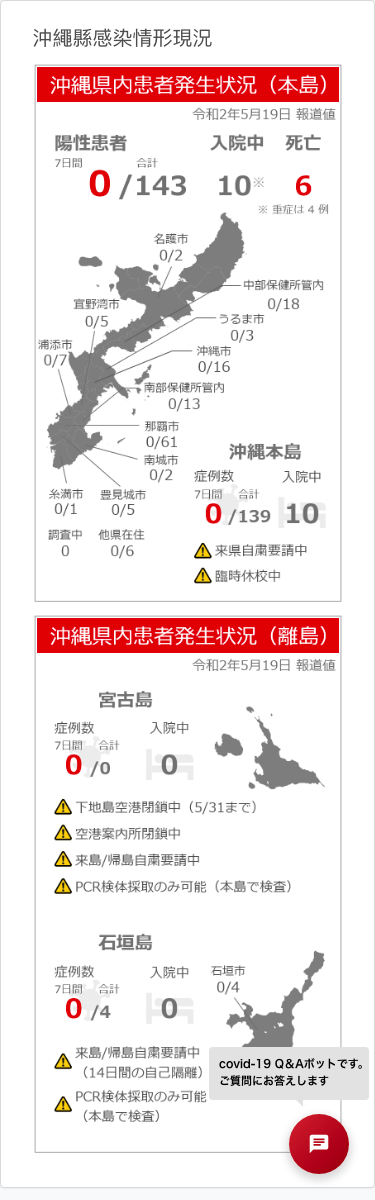 沖繩縣感染情形現況
沖縄県内患者発生状況（本島）
令和2年5月19日 報道値
陽性患者
入院中
死亡
7日間
合計
0/143
10※
6
※ 重症は 4 例
名護市
0/2
中部保健所管内
0/18
宜野湾市
0/5
うるま市
0/3
浦添市
0/7
沖縄市
0/16
南部保健所管内
0/13
那覇市
0/61
南城市
0/2
糸満市
0/1
豊見城市
0/5
調査中
0
他県在住
0/6
沖縄本島
症例数
入院中
7日間
合計
0/139
10
来県自粛要請中
臨時休校中
沖縄県内患者発生状況（離島）
令和2年5月19日 報道値
宮古島
症例数
入院中
7日間
合計
0/0
0
下地島空港閉鎖中（5/31まで）
空港案内所閉鎖中
来島/帰島自粛要請中
PCR検体採取のみ可能（本島で検査）
石垣島
症例数
入院中
7日間
合計
0/4
0
石垣市
0/4
来島/帰島自粛要請中
（14日間の自己隔離）
PCR検体採取のみ可能
（本島で検査）
covid-19 Q&Aボットです。
ご質問にお答えします